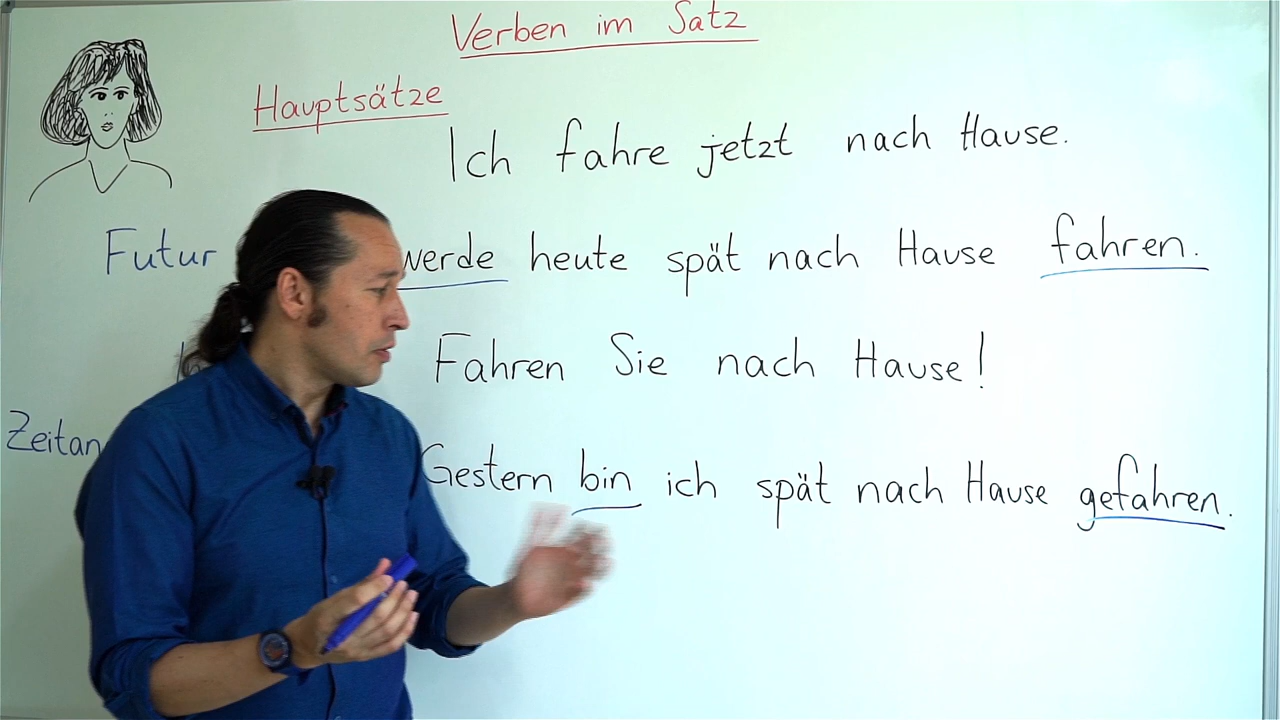 Verben im Satz
Hauptsätze
Ich fahre jetzt nach Hause.
Futur werde heute spät nach Hause fahren.
Fahren Sie nach Hause!
Gestern bin ich spät nach Hause gefahren.